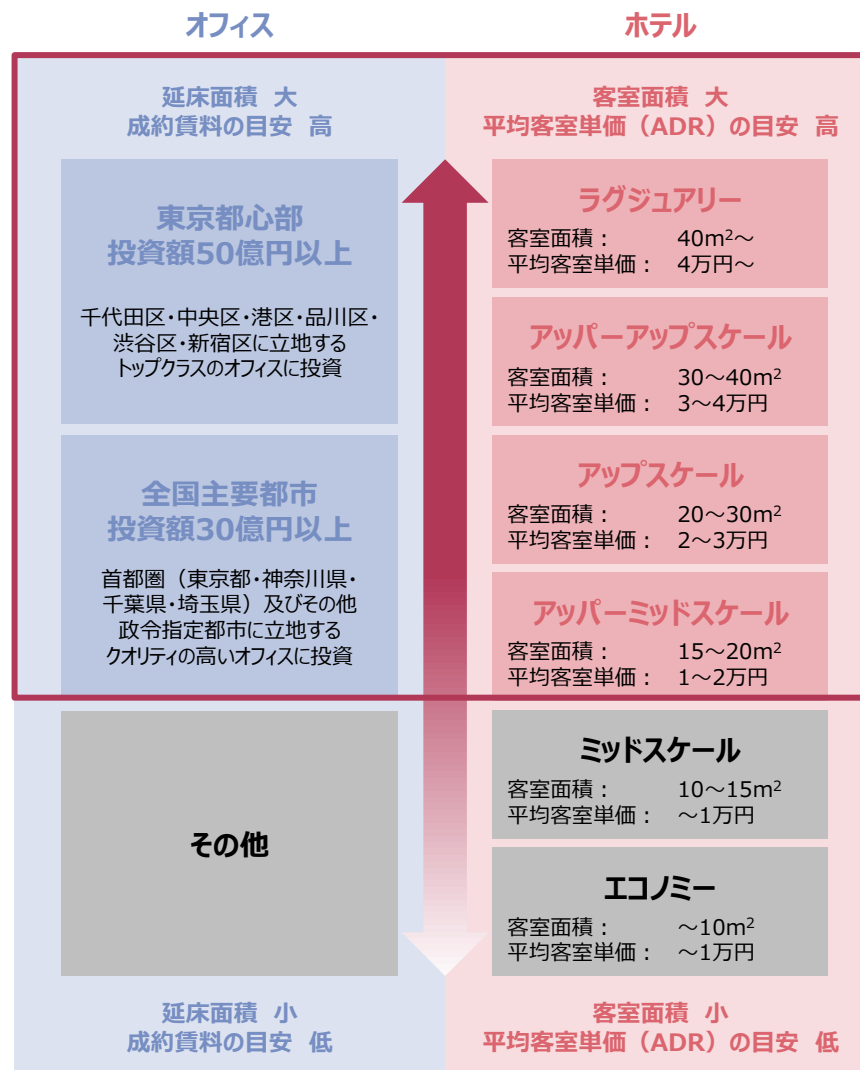 オフィス
延床面積 大
成約賃料の目安 高
東京都心部
投資額50億円以上
千代田区・中央区・港区・品川区・
渋谷区・新宿区に立地する
トップクラスのオフィスに投資
全国主要都市
投資額30億円以上
首都圏（東京都・神奈川県・
千葉県・埼玉県）及びその他
政令指定都市に立地する
クオリティの高いオフィスに投資
その他
延床面積 小
成約賃料の目安 低
ホテル
客室面積 大
平均客室単価（ADR）の目安 高
ラグジュアリー
客室面積： 40m²～
平均客室単価： 4万円～
アッパーアップスケール
客室面積： 30～40m²
平均客室単価： 3～4万円
アップスケール
客室面積： 20～30m²
平均客室単価： 2～3万円
アッパーミッドスケール
客室面積： 15～20m²
平均客室単価： 1～2万円
ミッドスケール
客室面積： 10～15m²
平均客室単価： ～1万円
エコノミー
客室面積： ～10m²
平均客室単価： ～1万円
客室面積 小
平均客室単価（ADR）の目安 低